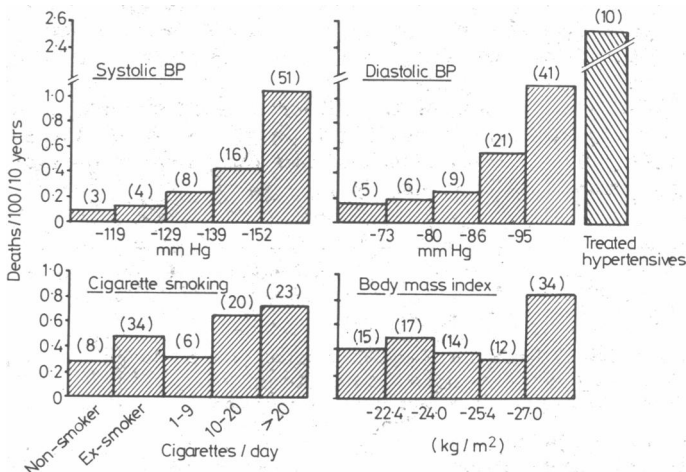 2·6
2·4
1·0
0·8
0·6
0·4
0·2
0
Deaths/100/10 years
Systolic BP
(3) (4) (8) (16) (51)
-119 -129 -139 -152
mm Hg
Diastolic BP
(5) (6) (9) (21) (41)
-73 -80 -86 -95
mm Hg
(10)
Treated
hypertensives
1·0
0·8
0·6
0·4
0·2
0
Cigarette smoking
(8) (34) (6) (20) (23)
Non-smoker Ex-smoker 1-9 10-20 >20
Cigarettes / day
Body mass index
(15) (17) (14) (12) (34)
-22·4 -24·0 -25·4 -27·0
(kg/m²)